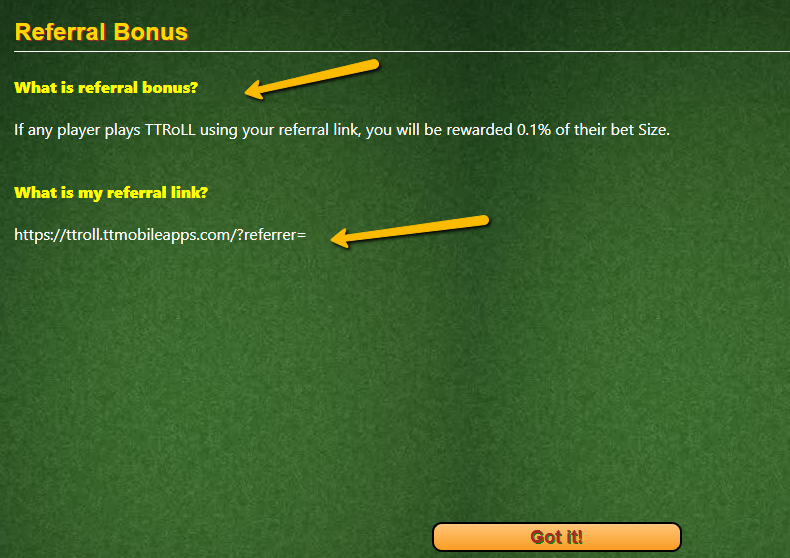 Referral Bonus
What is referral bonus?
If any player plays TTRoLL using your referral link, you will be rewarded 0.1% of their bet Size.
What is my referral link?
https://ttroll.ttmobileapps.com/?referrer=
Got it!